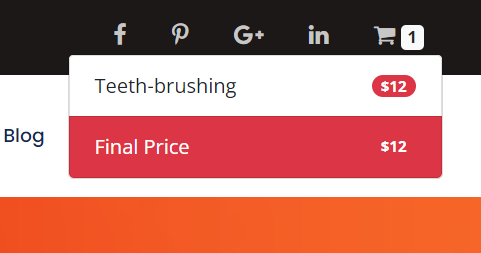 1
Teeth-brushing $12
Blog
Final Price $12